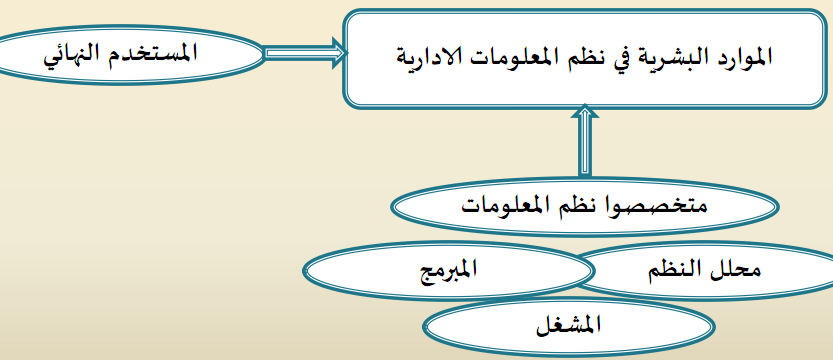 الموارد البشرية في نظم المعلومات الادارية
المستخدم النهائي
متخصصوا نظم المعلومات
محلل النظم
المبرمج
المشغل